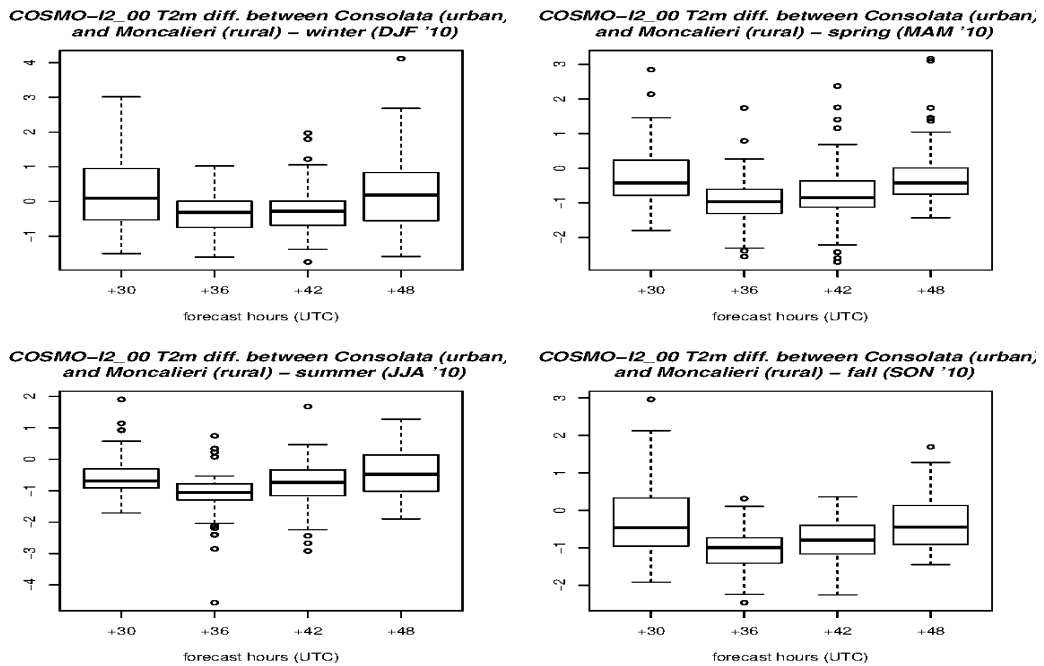 COSMO-I2_00 T2m diff. between Consolata (urban)
and Moncalieri (rural) - winter (DJF '10)
4
3
2
1
0
-1
+30 +36 +42 +48
forecast hours (UTC)
COSMO-I2_00 T2m diff. between Consolata (urban)
and Moncalieri (rural) - spring (MAM '10)
3
2
1
0
-1
-2
+30 +36 +42 +48
forecast hours (UTC)
COSMO-I2_00 T2m diff. between Consolata (urban)
and Moncalieri (rural) - summer (JJA '10)
2
1
0
-1
-2
-3
-4
+30 +36 +42 +48
forecast hours (UTC)
COSMO-I2_00 T2m diff. between Consolata (urban)
and Moncalieri (rural) - fall (SON '10)
3
2
1
0
-1
-2
+30 +36 +42 +48
forecast hours (UTC)